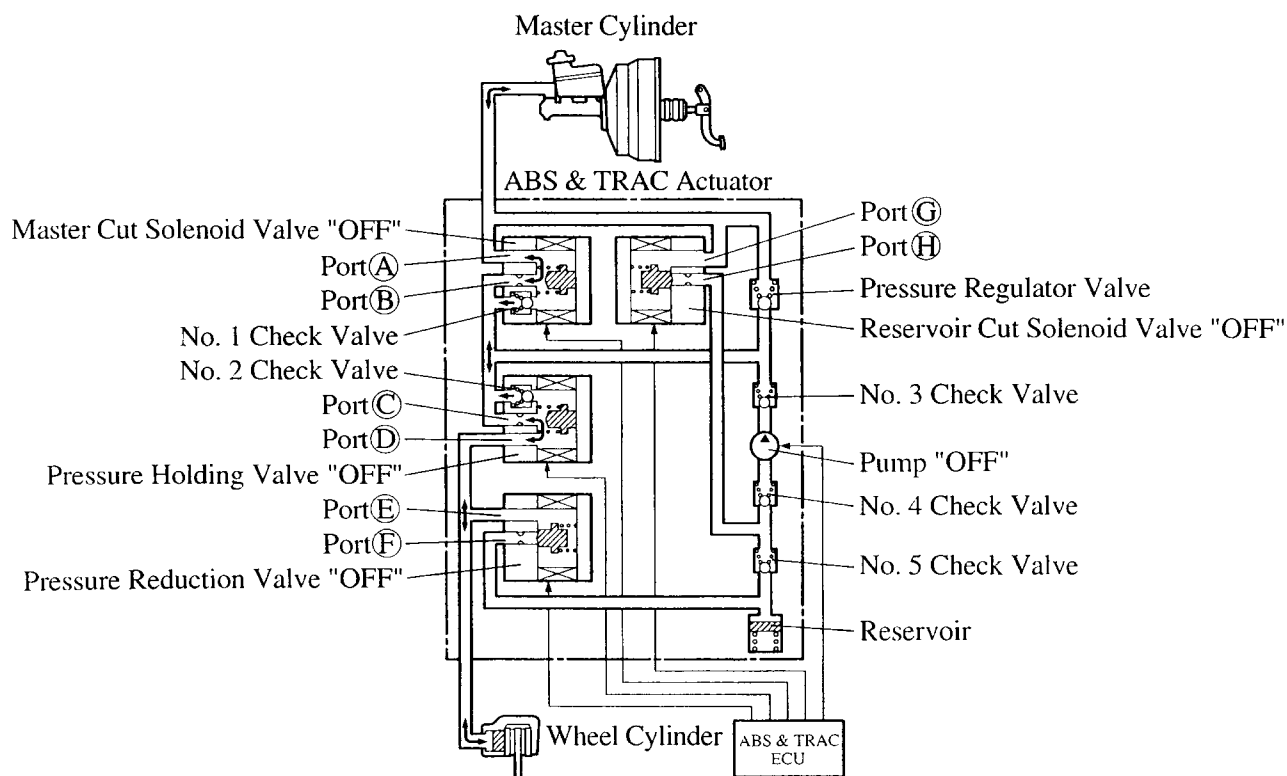 Master Cylinder
ABS & TRAC Actuator
Master Cut Solenoid Valve "OFF"
Port Ⓐ
Port Ⓑ
No. 1 Check Valve
No. 2 Check Valve
Port Ⓒ
Port Ⓓ
Pressure Holding Valve "OFF"
Port Ⓔ
Port Ⓕ
Pressure Reduction Valve "OFF"
Port Ⓖ
Port Ⓗ
Pressure Regulator Valve
Reservoir Cut Solenoid Valve "OFF"
No. 3 Check Valve
Pump "OFF"
No. 4 Check Valve
No. 5 Check Valve
Reservoir
Wheel Cylinder
ABS & TRAC
ECU